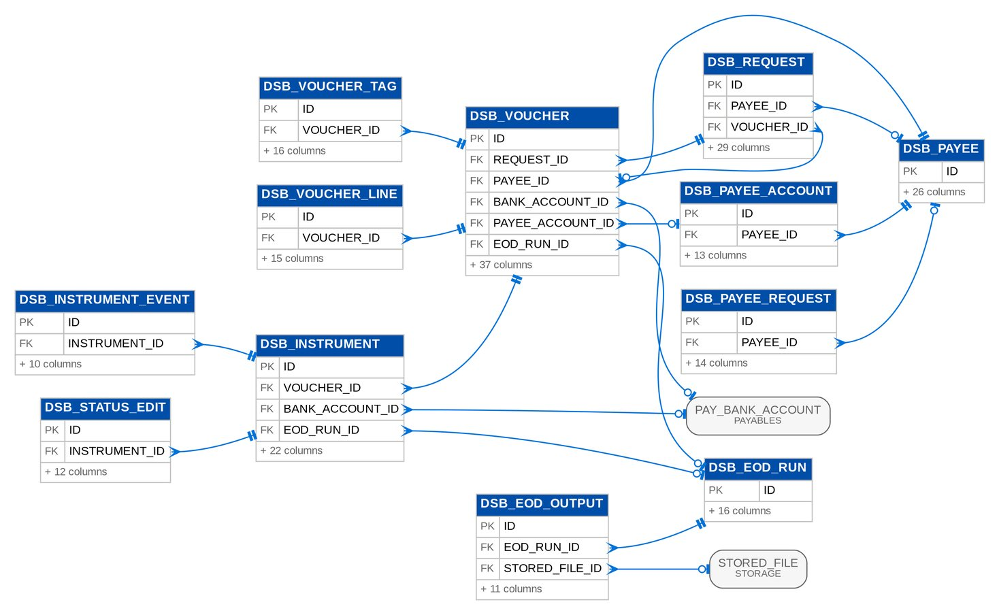 DSB_REQUEST
PK ID
FK PAYEE_ID
FK VOUCHER_ID
+ 29 columns
DSB_VOUCHER_TAG
PK ID
FK VOUCHER_ID
+ 16 columns
DSB_VOUCHER
PK ID
FK REQUEST_ID
FK PAYEE_ID
FK BANK_ACCOUNT_ID
FK PAYEE_ACCOUNT_ID
FK EOD_RUN_ID
+ 37 columns
DSB_PAYEE
PK ID
+ 26 columns
DSB_VOUCHER_LINE
PK ID
FK VOUCHER_ID
+ 15 columns
DSB_PAYEE_ACCOUNT
PK ID
FK PAYEE_ID
+ 13 columns
DSB_INSTRUMENT_EVENT
PK ID
FK INSTRUMENT_ID
+ 10 columns
DSB_PAYEE_REQUEST
PK ID
FK PAYEE_ID
+ 14 columns
DSB_INSTRUMENT
PK ID
FK VOUCHER_ID
FK BANK_ACCOUNT_ID
FK EOD_RUN_ID
+ 22 columns
DSB_STATUS_EDIT
PK ID
FK INSTRUMENT_ID
+ 12 columns
PAY_BANK_ACCOUNT
PAYABLES
DSB_EOD_RUN
PK ID
+ 16 columns
DSB_EOD_OUTPUT
PK ID
FK EOD_RUN_ID
FK STORED_FILE_ID
+ 11 columns
STORED_FILE
STORAGE